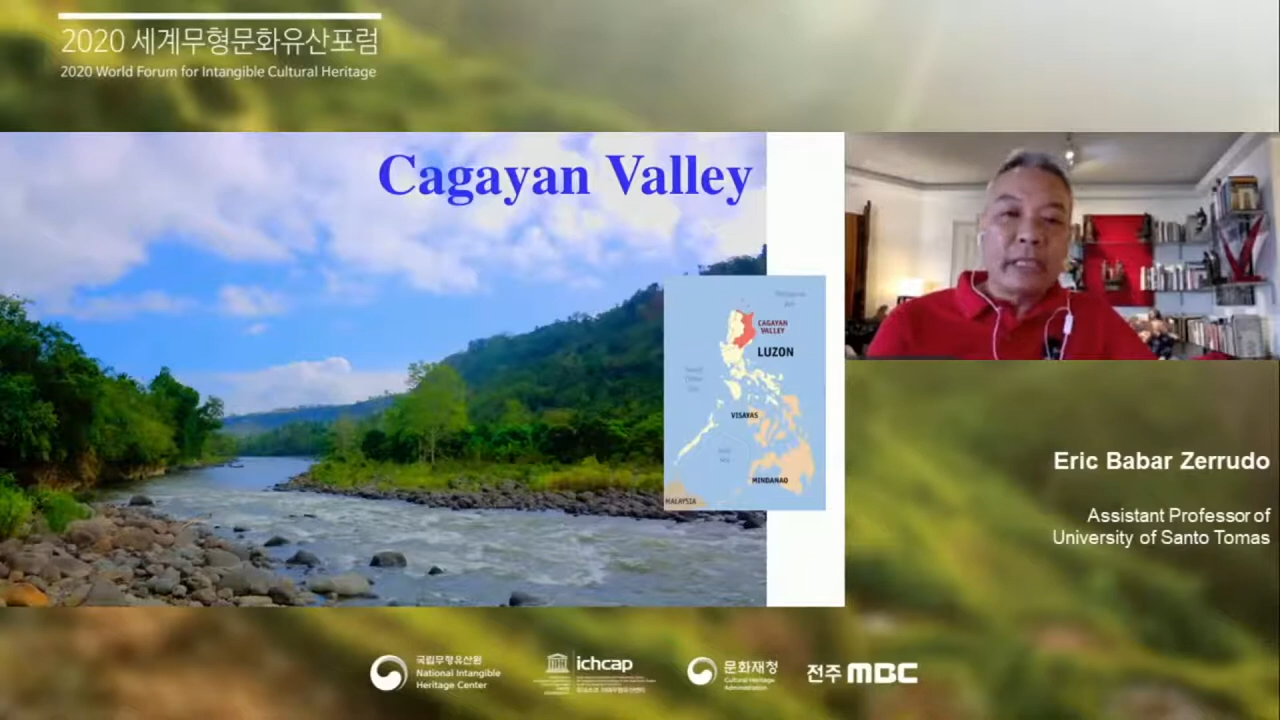 2020 세계무형문화유산포럼
2020 World Forum for Intangible Cultural Heritage
Cagayan Valley
CAGAYAN
VALLEY
LUZON
VISAYAS
MINDANAO
MALAYSIA
Eric Babar Zerrudo
Assistant Professor of
University of Santo Tomas
국립무형유산원
National Intangible
Heritage Center
ichcap
문화재청
Cultural Heritage
Administration
전주 MBC